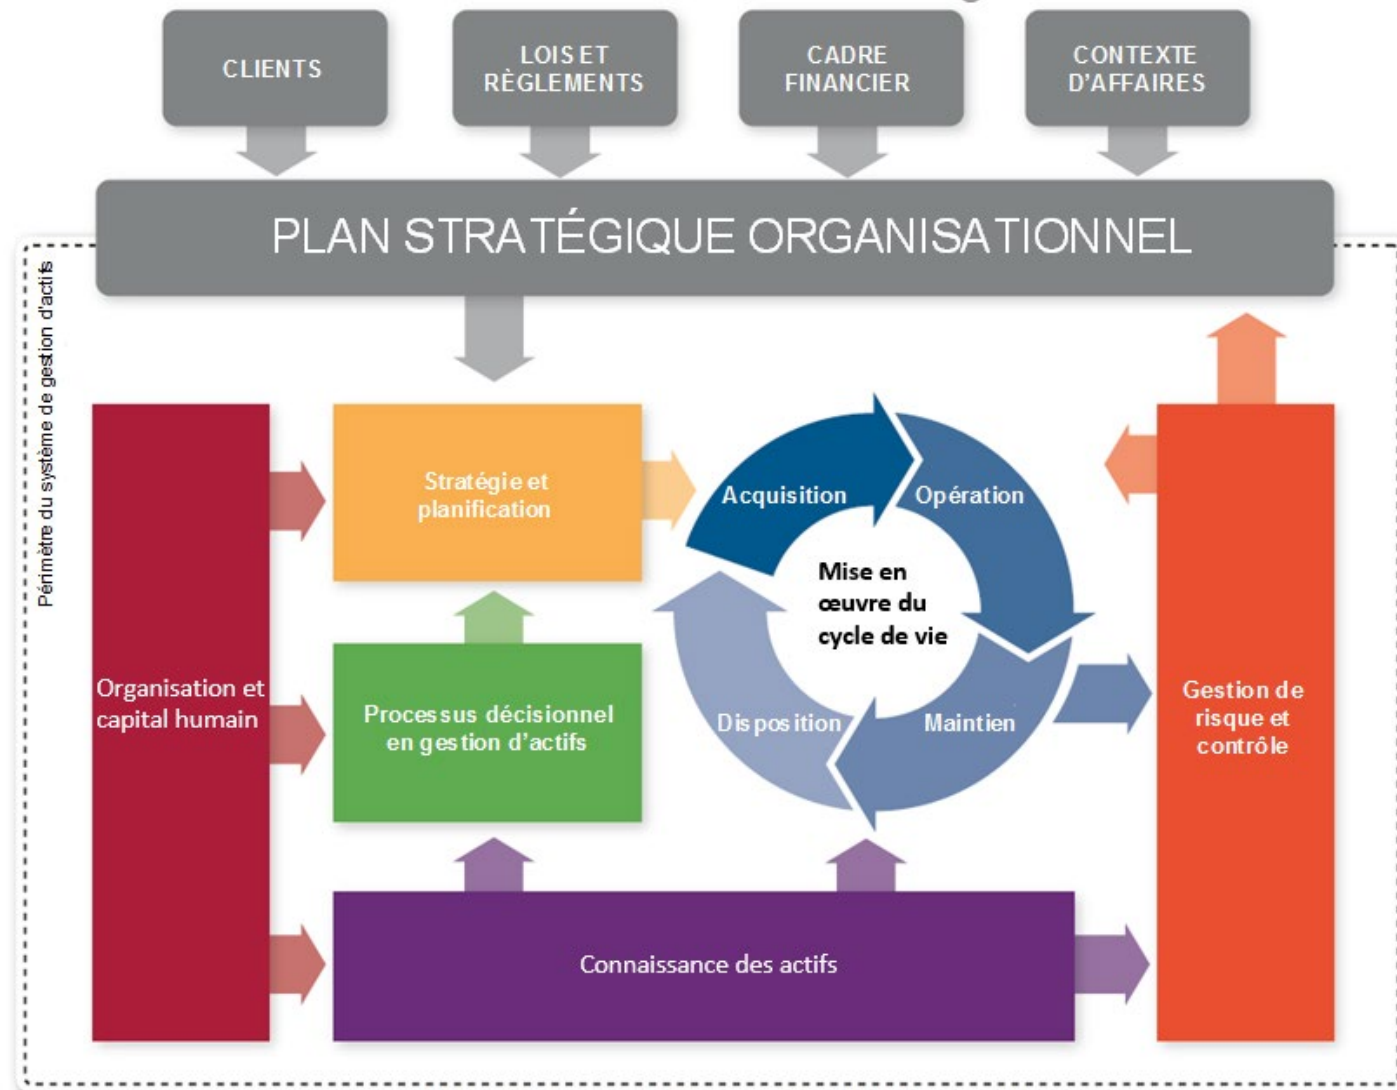 CLIENTS
LOIS ET
RÈGLEMENTS
CADRE
FINANCIER
CONTEXTE
D'AFFAIRES
PLAN STRATÉGIQUE ORGANISATIONNEL
Périmètre du système de gestion d'actifs
Organisation et
capital humain
Stratégie et
planification
Processus décisionnel
en gestion d'actifs
Acquisition
Opération
Mise en
œuvre du
cycle de vie
Disposition
Maintien
Gestion de
risque et
contrôle
Connaissance des actifs